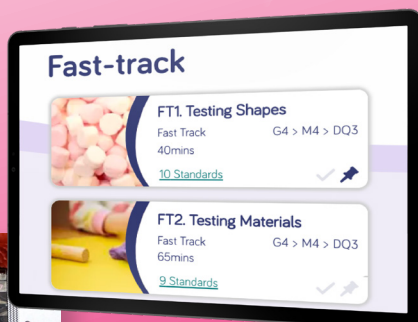 Fast-track
FT1. Testing Shapes
Fast Track G4 > M4 > DQ3
40mins
10 Standards
FT2. Testing Materials
Fast Track G4 > M4 > DQ3
65mins
9 Standards